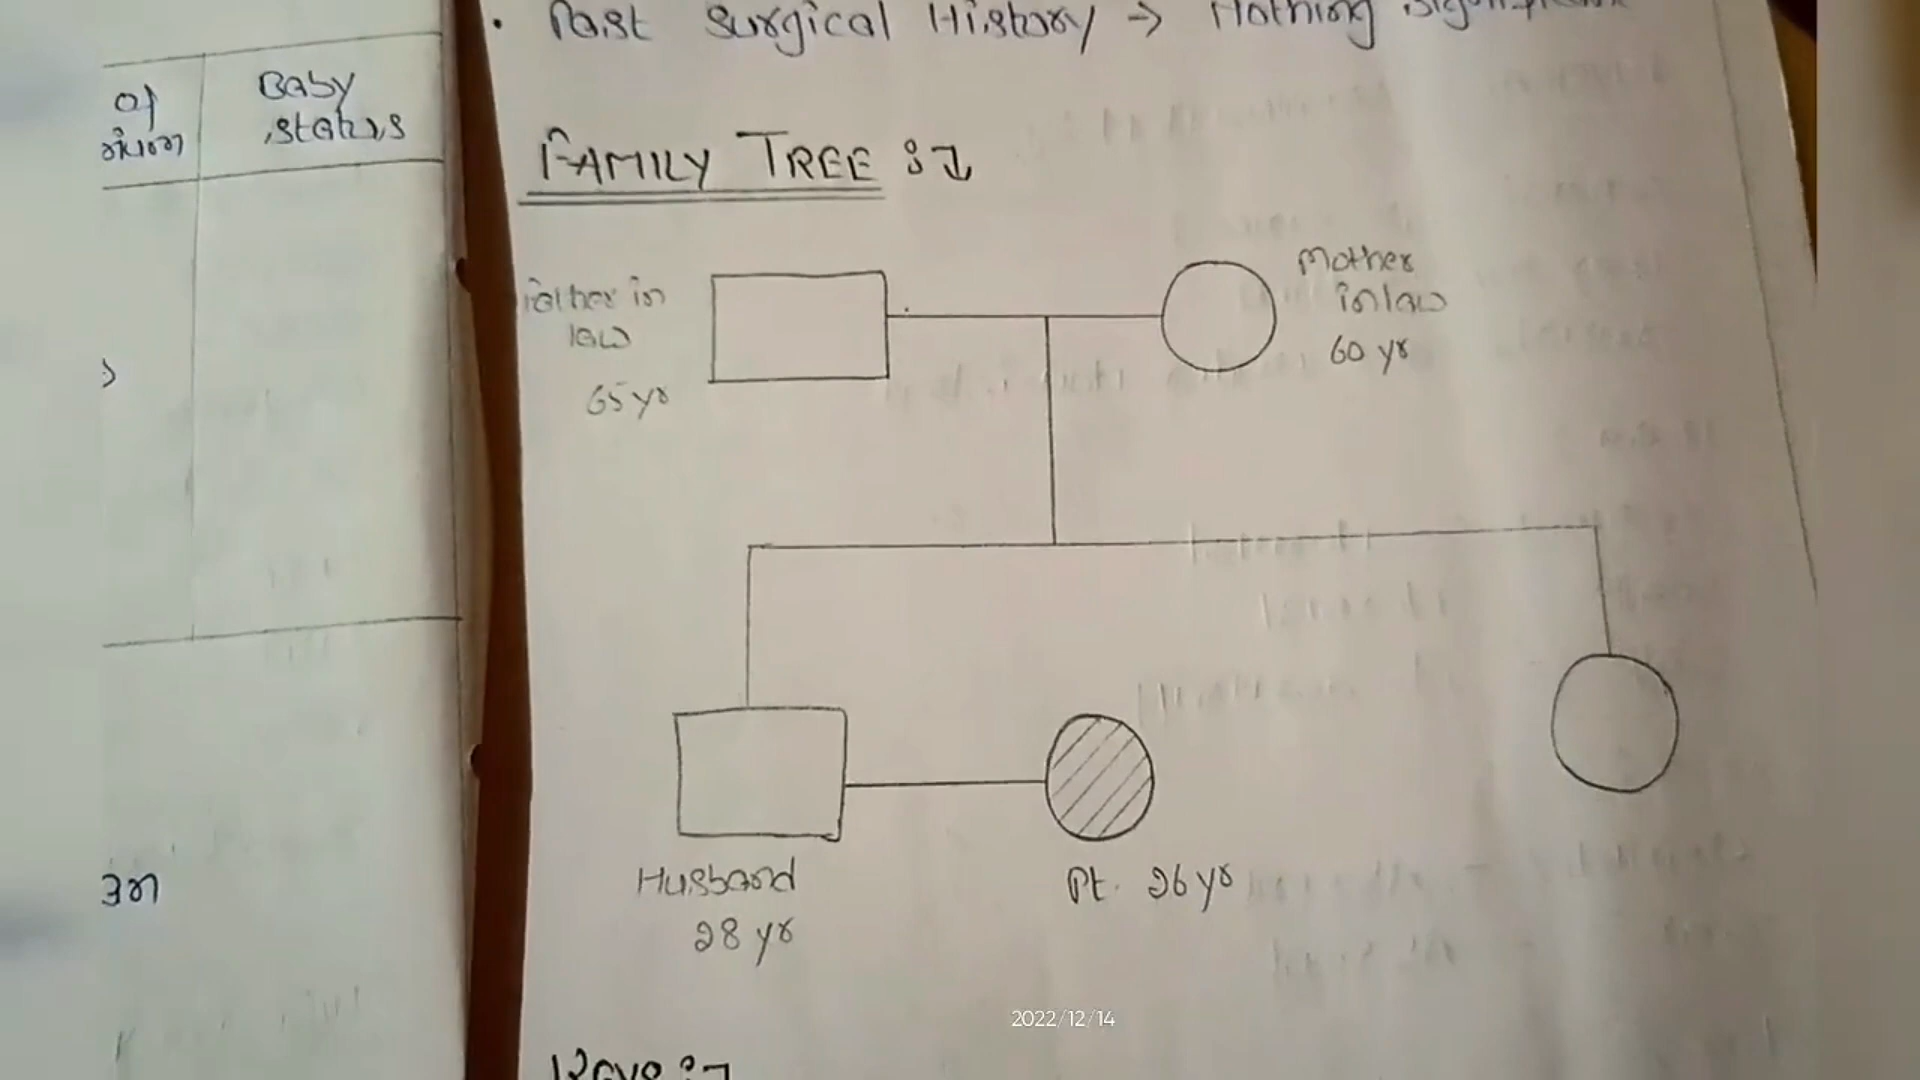 • Past Surgical History → Nothing
Baby
status
of
FAMILY TREE :↴
Father in
law
65 yr
Mother
inlaw
60 yr
Husband
28 yr
Pt. 26 yr
2022/12/14